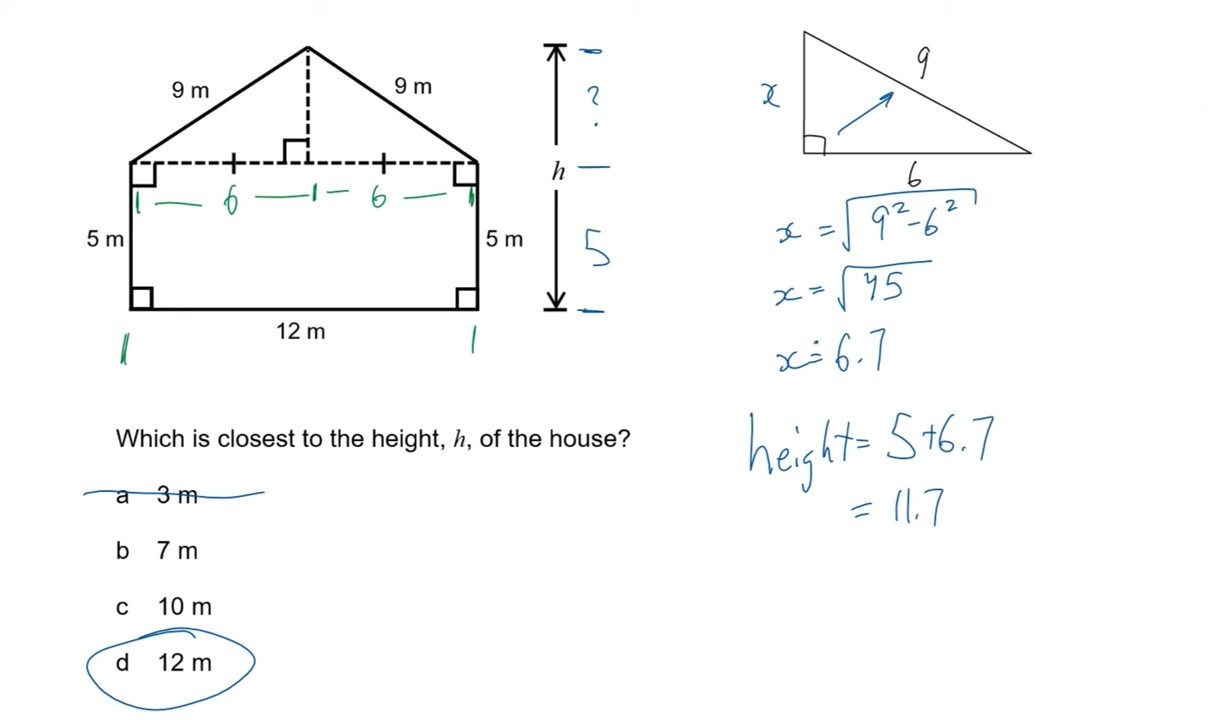 9 m
9 m
?
h
6 6
5 m
5 m
5
12 m
Which is closest to the height, h, of the house?
a 3 m
b 7 m
c 10 m
d 12 m
9
x
6
x = √9² - 6²
x = √45
x ≐ 6.7
height = 5 + 6.7
= 11.7